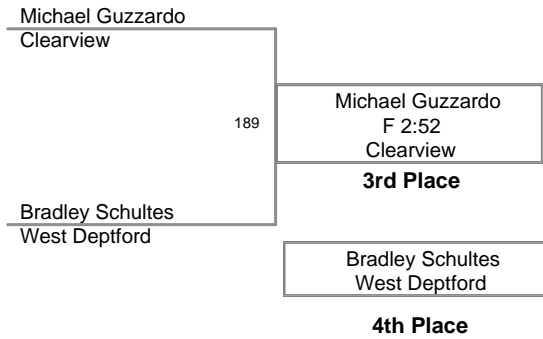 Michael Guzzardo
Clearview
189
Michael Guzzardo
F 2:52
Clearview
3rd Place
Bradley Schultes
West Deptford
Bradley Schultes
West Deptford
4th Place